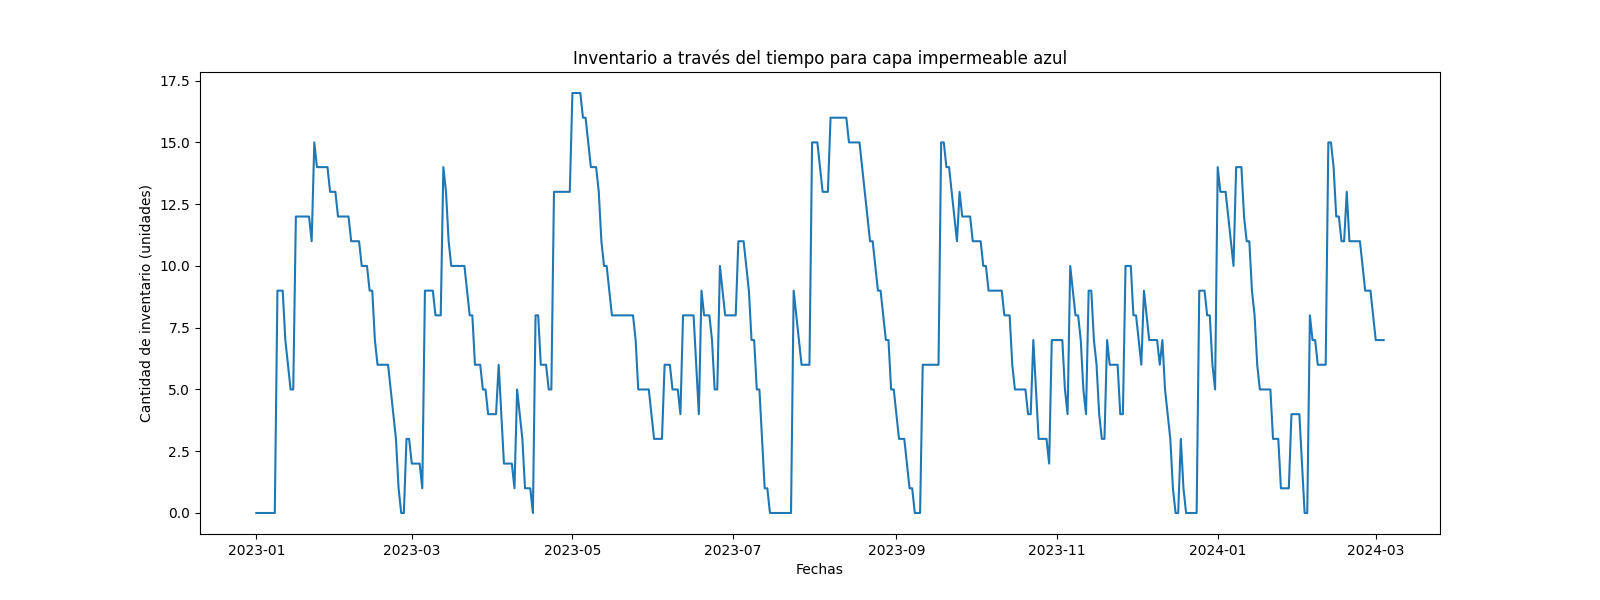 Inventario a través del tiempo para capa impermeable azul
Cantidad de inventario (unidades)
17.5
15.0
12.5
10.0
7.5
5.0
2.5
0.0
2023-01 2023-03 2023-05 2023-07 2023-09 2023-11 2024-01 2024-03
Fechas